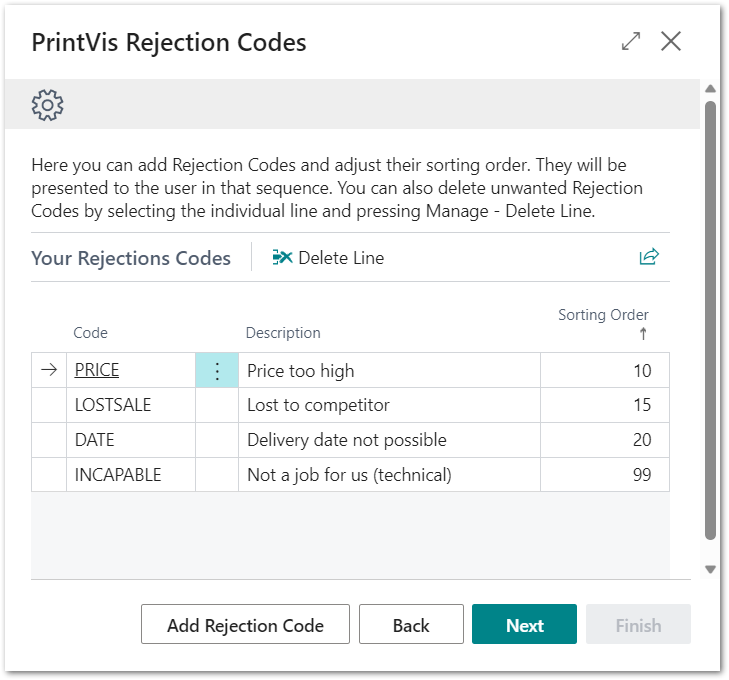 PrintVis Rejection Codes
Here you can add Rejection Codes and adjust their sorting order. They will be
presented to the user in that sequence. You can also delete unwanted Rejection
Codes by selecting the individual line and pressing Manage - Delete Line.
Your Rejections Codes Delete Line
Code Description Sorting Order
PRICE Price too high 10
LOSTSALE Lost to competitor 15
DATE Delivery date not possible 20
INCAPABLE Not a job for us (technical) 99
Add Rejection Code Back Next Finish